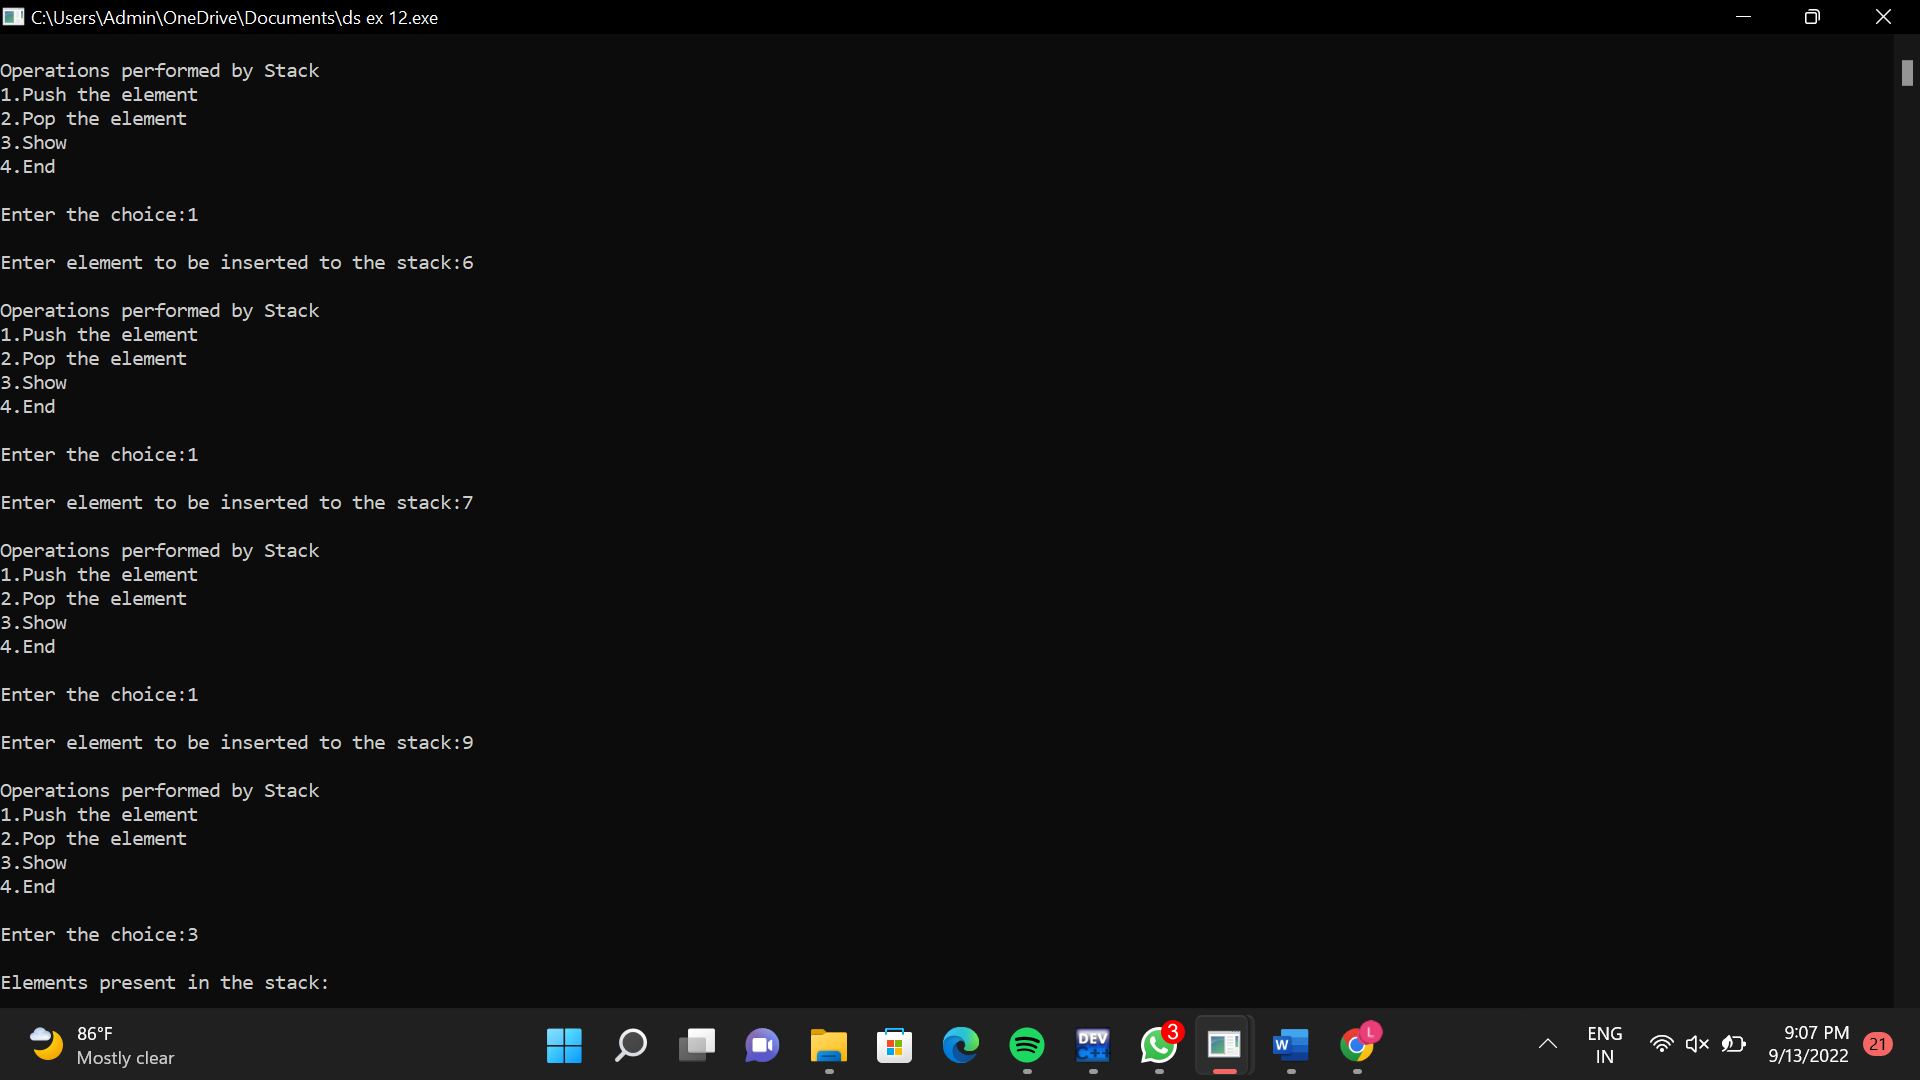 C:\Users\Admin\OneDrive\Documents\ds ex 12.exe
Operations performed by Stack
1.Push the element
2.Pop the element
3.Show
4.End
Enter the choice:1
Enter element to be inserted to the stack:6
Operations performed by Stack
1.Push the element
2.Pop the element
3.Show
4.End
Enter the choice:1
Enter element to be inserted to the stack:7
Operations performed by Stack
1.Push the element
2.Pop the element
3.Show
4.End
Enter the choice:1
Enter element to be inserted to the stack:9
Operations performed by Stack
1.Push the element
2.Pop the element
3.Show
4.End
Enter the choice:3
Elements present in the stack:
86°F
Mostly clear
DEV
C++
3
W
L
ENG
IN
9:07 PM
9/13/2022
21